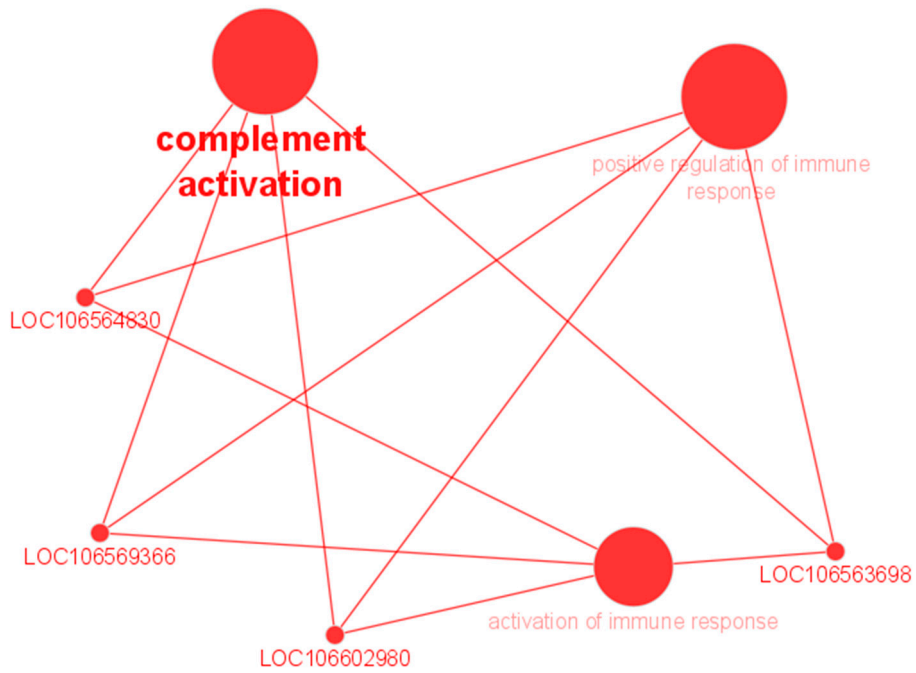 complement
activation
positive regulation of immune
response
LOC106564830
LOC106569366
LOC106563698
activation of immune response
LOC106602980